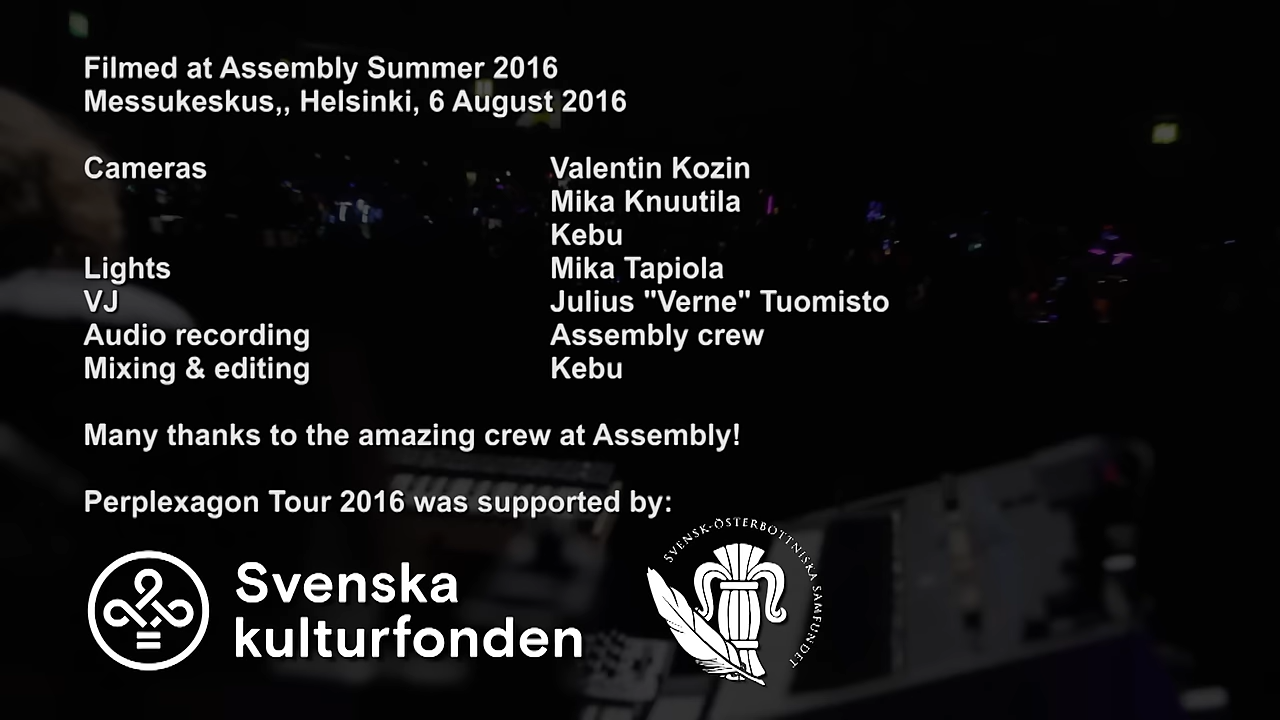 Filmed at Assembly Summer 2016
Messukeskus,, Helsinki, 6 August 2016
Cameras Valentin Kozin
Mika Knuutila
Kebu
Lights Mika Tapiola
VJ Julius "Verne" Tuomisto
Audio recording Assembly crew
Mixing & editing Kebu
Many thanks to the amazing crew at Assembly!
Perplexagon Tour 2016 was supported by:
Svenska
kulturfonden
SVENSK-ÖSTERBOTTNISKA SAMFUNDET